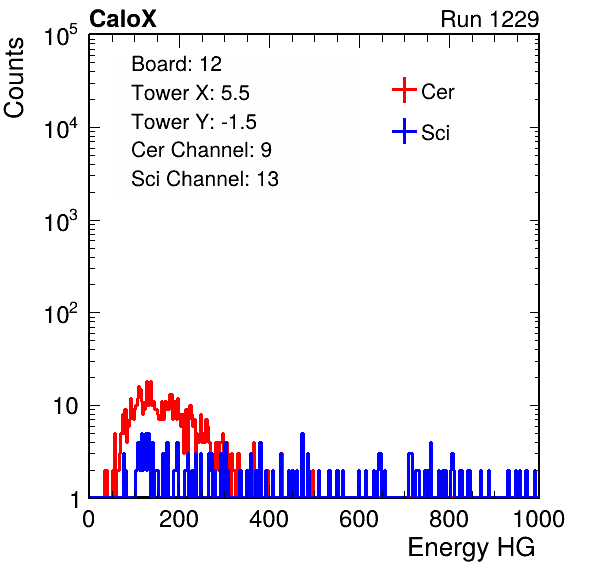 CaloX Run 1229
Counts
10^5
10^4
10^3
10^2
10
1
Board: 12
Tower X: 5.5
Tower Y: -1.5
Cer Channel: 9
Sci Channel: 13
Cer
Sci
0 200 400 600 800 1000
Energy HG